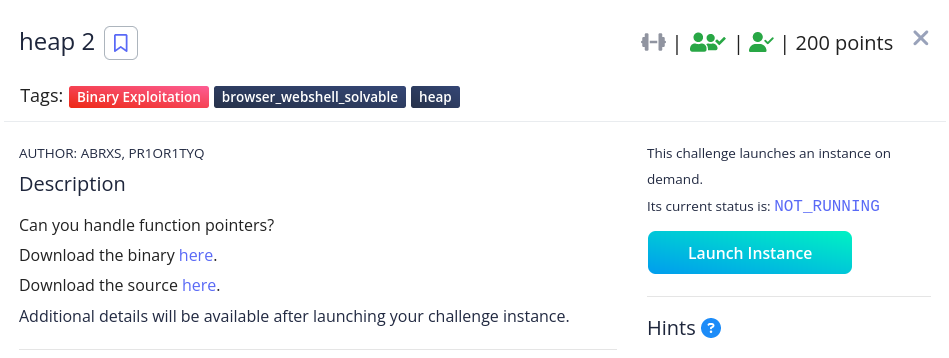 heap 2
| | | 200 points
Tags: Binary Exploitation browser_webshell_solvable heap
AUTHOR: ABRXS, PR1OR1TYQ
Description
Can you handle function pointers?
Download the binary here.
Download the source here.
Additional details will be available after launching your challenge instance.
This challenge launches an instance on
demand.
Its current status is: NOT_RUNNING
Launch Instance
Hints ?